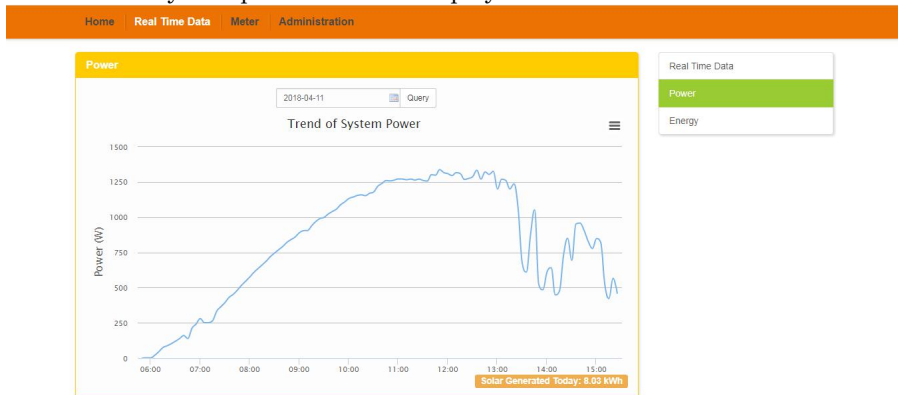 Home Real Time Data Meter Administration
Power
Real Time Data
Power
Energy
2018-04-11 Query
Trend of System Power
Power (W)
1500
1250
1000
750
500
250
0
06:00 07:00 08:00 09:00 10:00 11:00 12:00 13:00 14:00 15:00
Solar Generated Today: 8.03 kWh